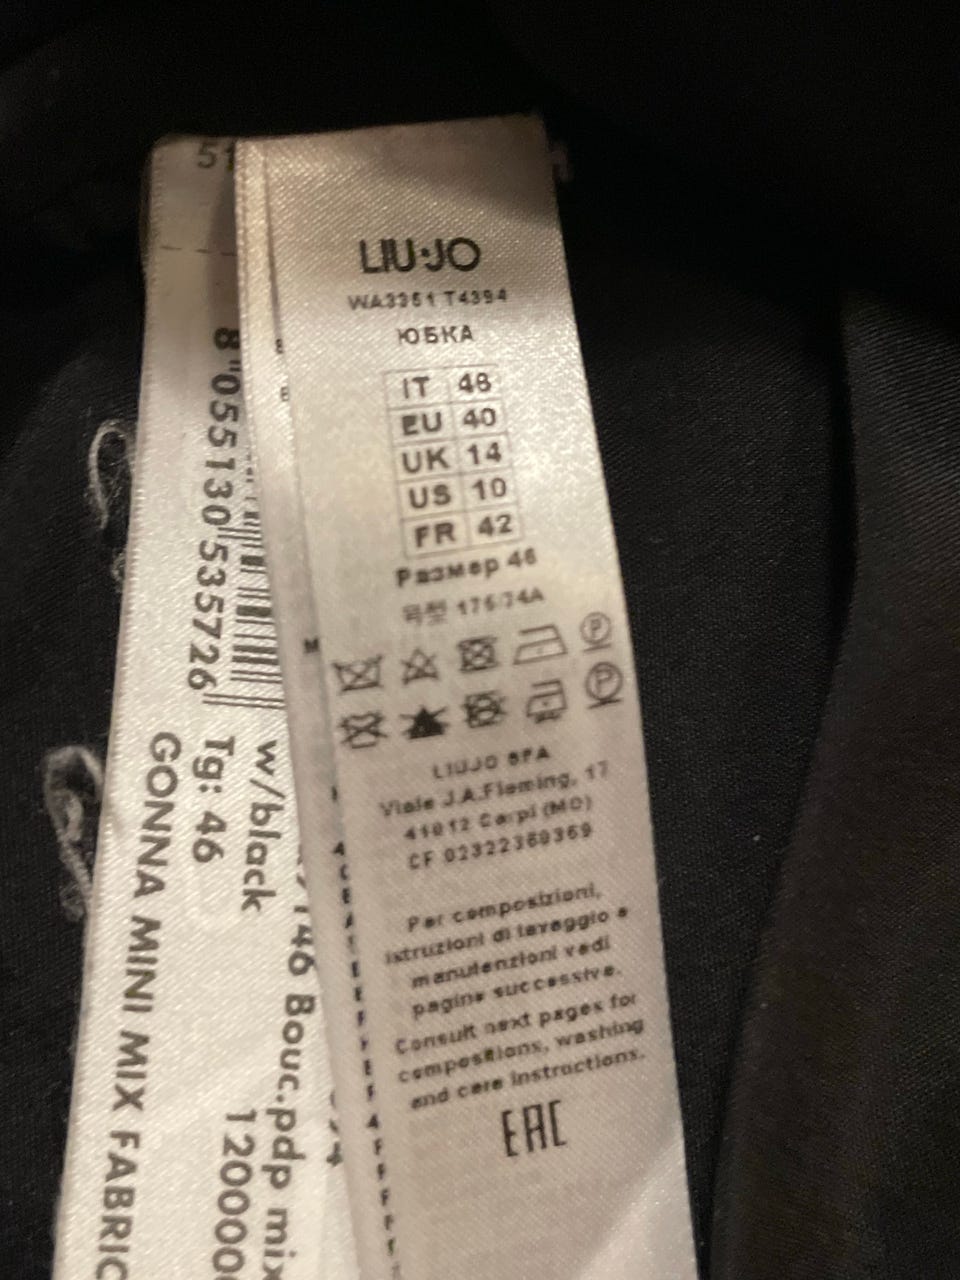 LIU·JO
WA3351 T4394
ЮБКА
IT 46
EU 40
UK 14
US 10
FR 42
Размер 46
175/74A
LIUJO SPA
Viale J.A.Fleming, 17
41012 Carpi (MO)
CF 02322360369
Per composizioni,
istruzioni di lavaggio e
manutenzioni vedi
pagine successive.
Consult next pages for
compositions, washing
and care instructions.
EAC
8 055130 535726
w/black
Tg: 46
GONNA MINI MIX FABRIC
Bouc.pdp mix
M